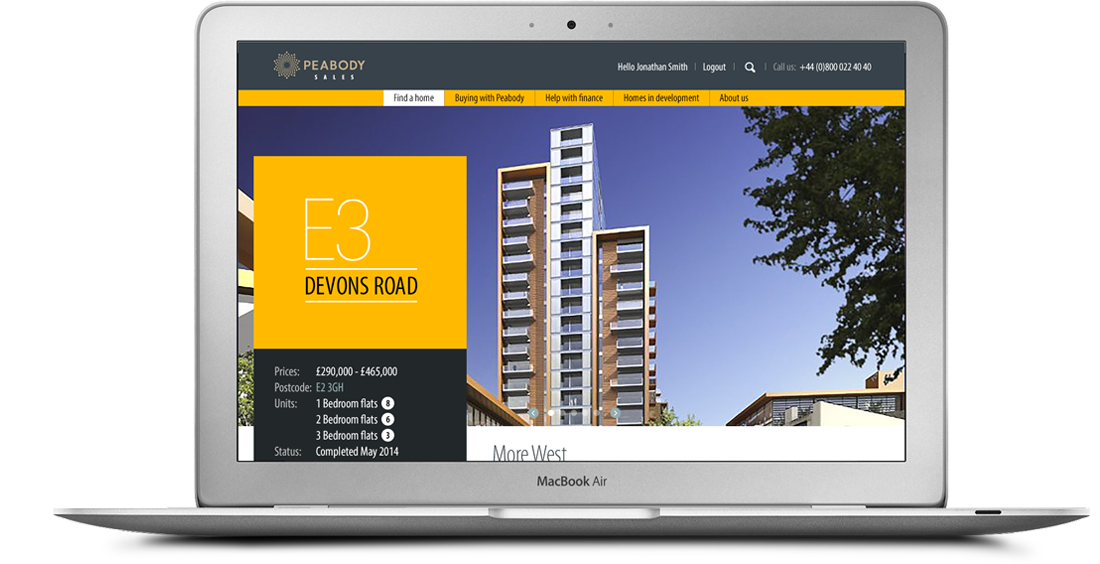 PEABODY
SALES
Hello Jonathan Smith | Logout | Call us: +44 (0)800 022 40 40
Find a home Buying with Peabody Help with finance Homes in development About us
E3
DEVONS ROAD
Prices: £290,000 - £465,000
Postcode: E2 3GH
Units: 1 Bedroom flats 8
2 Bedroom flats 6
3 Bedroom flats 3
Status: Completed May 2014
More West
MacBook Air